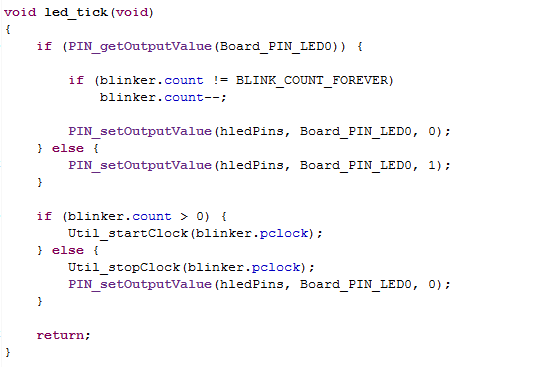 void led_tick(void)
{
    if (PIN_getOutputValue(Board_PIN_LED0)) {

        if (blinker.count != BLINK_COUNT_FOREVER)
            blinker.count--;

        PIN_setOutputValue(hledPins, Board_PIN_LED0, 0);
    } else {
        PIN_setOutputValue(hledPins, Board_PIN_LED0, 1);
    }

    if (blinker.count > 0) {
        Util_startClock(blinker.pclock);
    } else {
        Util_stopClock(blinker.pclock);
        PIN_setOutputValue(hledPins, Board_PIN_LED0, 0);
    }

    return;
}